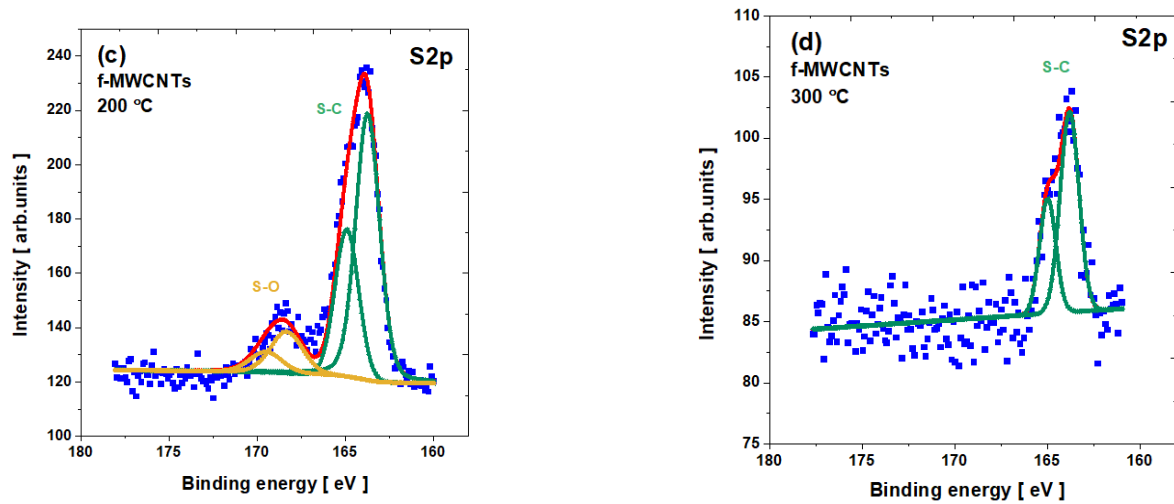 (c)
f-MWCNTs
200 °C
S2p
S-C
S-O
240
220
200
180
160
140
120
100
180
175
170
165
160
Intensity [ arb.units ]
Binding energy [ eV ]
(d)
f-MWCNTs
300 °C
S2p
S-C
110
105
100
95
90
85
80
75
180
175
170
165
160
Intensity [ arb.units ]
Binding energy [ eV ]